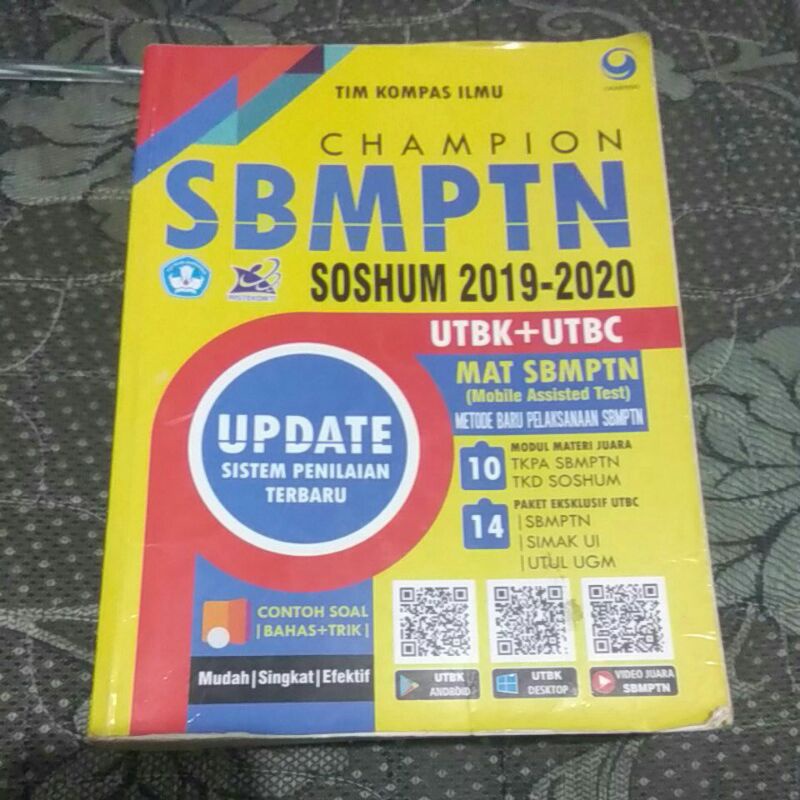 TIM KOMPAS ILMU
CHAMPION
SBMPTN
RISTEKDIKTI
SOSHUM 2019-2020
UTBK+UTBC
MAT SBMPTN
(Mobile Assisted Test)
METODE BARU PELAKSANAAN SBMPTN
UPDATE
SISTEM PENILAIAN
TERBARU
10
MODUL MATERI JUARA
TKPA SBMPTN
TKD SOSHUM
14
PAKET EKSKLUSIF UTBC
|SBMPTN
|SIMAK UI
|UTUL UGM
CONTOH SOAL
|BAHAS+TRIK|
Mudah|Singkat|Efektif
UTBK
ANDROID
UTBK
DESKTOP
VIDEO JUARA
SBMPTN